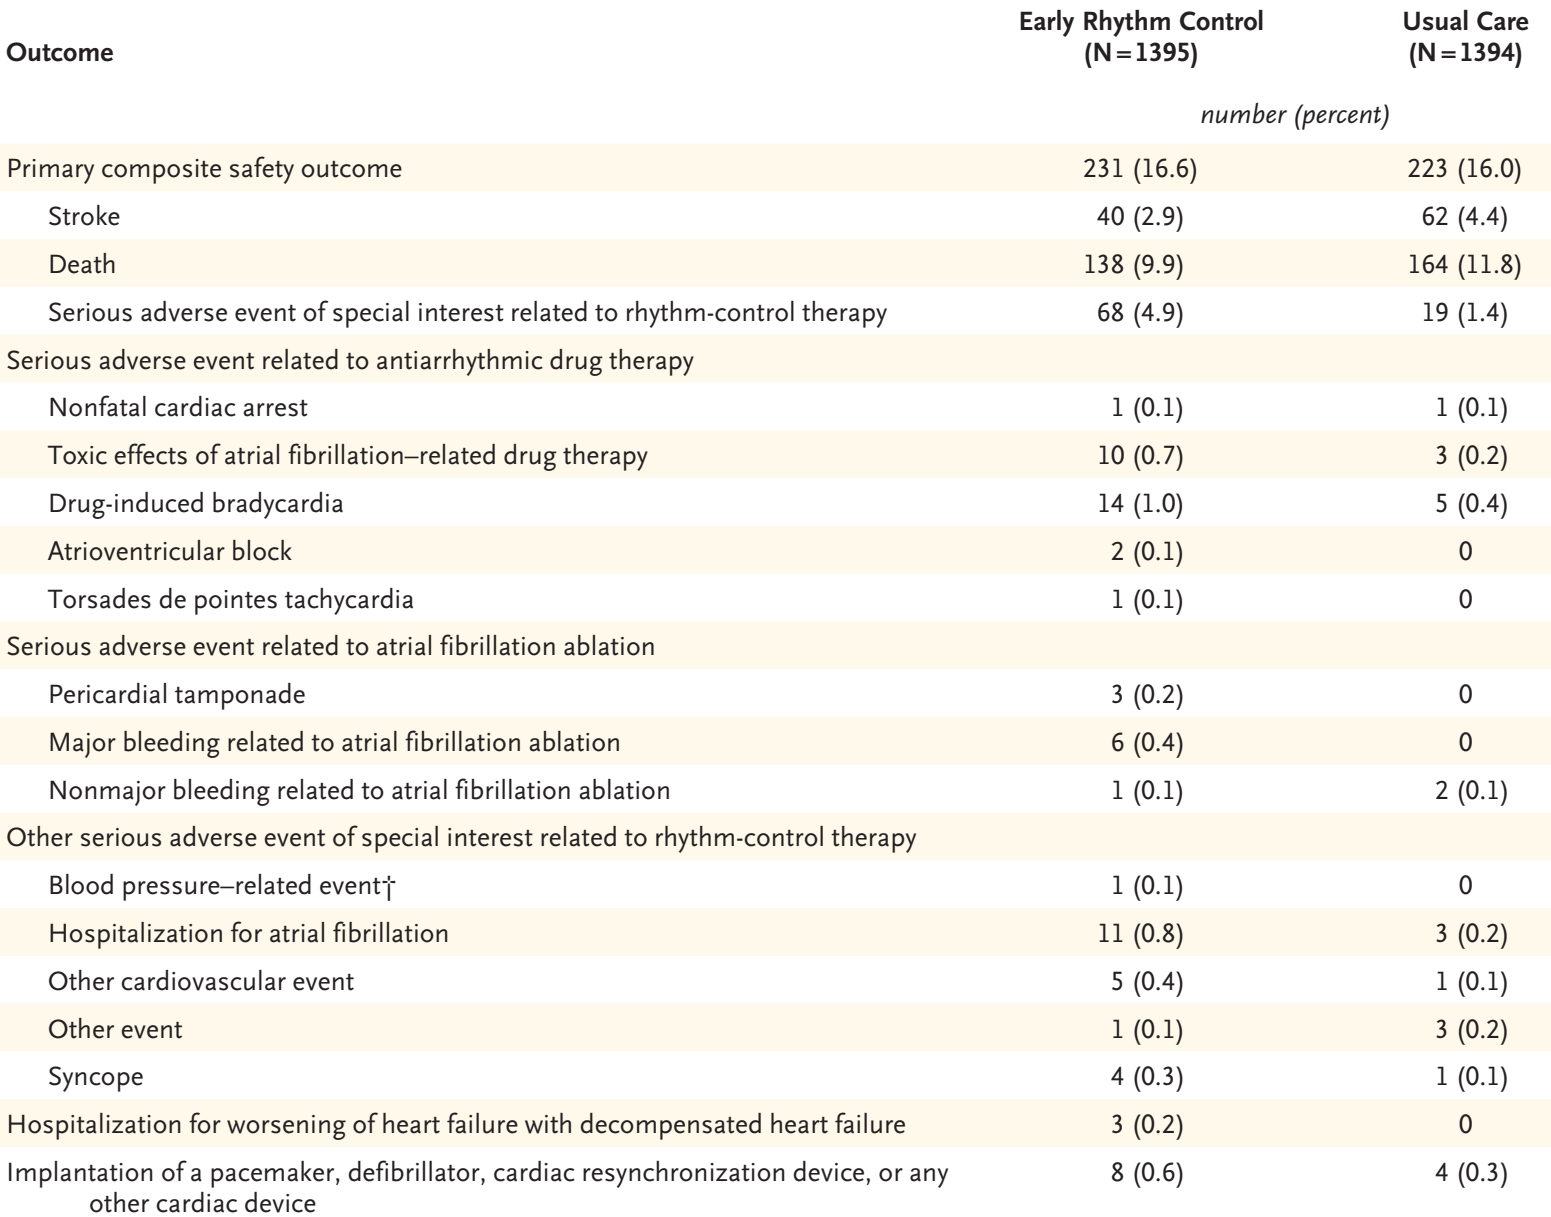 Outcome Early Rhythm Control (N=1395) Usual Care (N=1394)
number (percent)
Primary composite safety outcome 231 (16.6) 223 (16.0)
Stroke 40 (2.9) 62 (4.4)
Death 138 (9.9) 164 (11.8)
Serious adverse event of special interest related to rhythm-control therapy 68 (4.9) 19 (1.4)
Serious adverse event related to antiarrhythmic drug therapy
Nonfatal cardiac arrest 1 (0.1) 1 (0.1)
Toxic effects of atrial fibrillation–related drug therapy 10 (0.7) 3 (0.2)
Drug-induced bradycardia 14 (1.0) 5 (0.4)
Atrioventricular block 2 (0.1) 0
Torsades de pointes tachycardia 1 (0.1) 0
Serious adverse event related to atrial fibrillation ablation
Pericardial tamponade 3 (0.2) 0
Major bleeding related to atrial fibrillation ablation 6 (0.4) 0
Nonmajor bleeding related to atrial fibrillation ablation 1 (0.1) 2 (0.1)
Other serious adverse event of special interest related to rhythm-control therapy
Blood pressure–related event† 1 (0.1) 0
Hospitalization for atrial fibrillation 11 (0.8) 3 (0.2)
Other cardiovascular event 5 (0.4) 1 (0.1)
Other event 1 (0.1) 3 (0.2)
Syncope 4 (0.3) 1 (0.1)
Hospitalization for worsening of heart failure with decompensated heart failure 3 (0.2) 0
Implantation of a pacemaker, defibrillator, cardiac resynchronization device, or any 8 (0.6) 4 (0.3)
other cardiac device